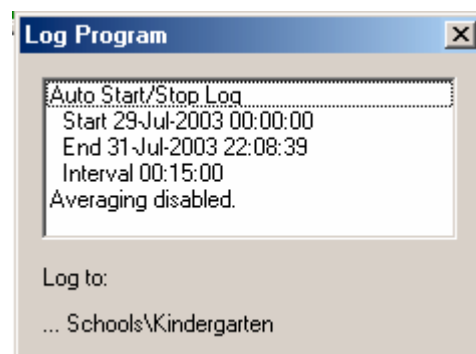 Log Program
Auto Start/Stop Log
Start 29-Jul-2003 00:00:00
End 31-Jul-2003 22:08:39
Interval 00:15:00
Averaging disabled.
Log to:
... Schools\Kindergarten